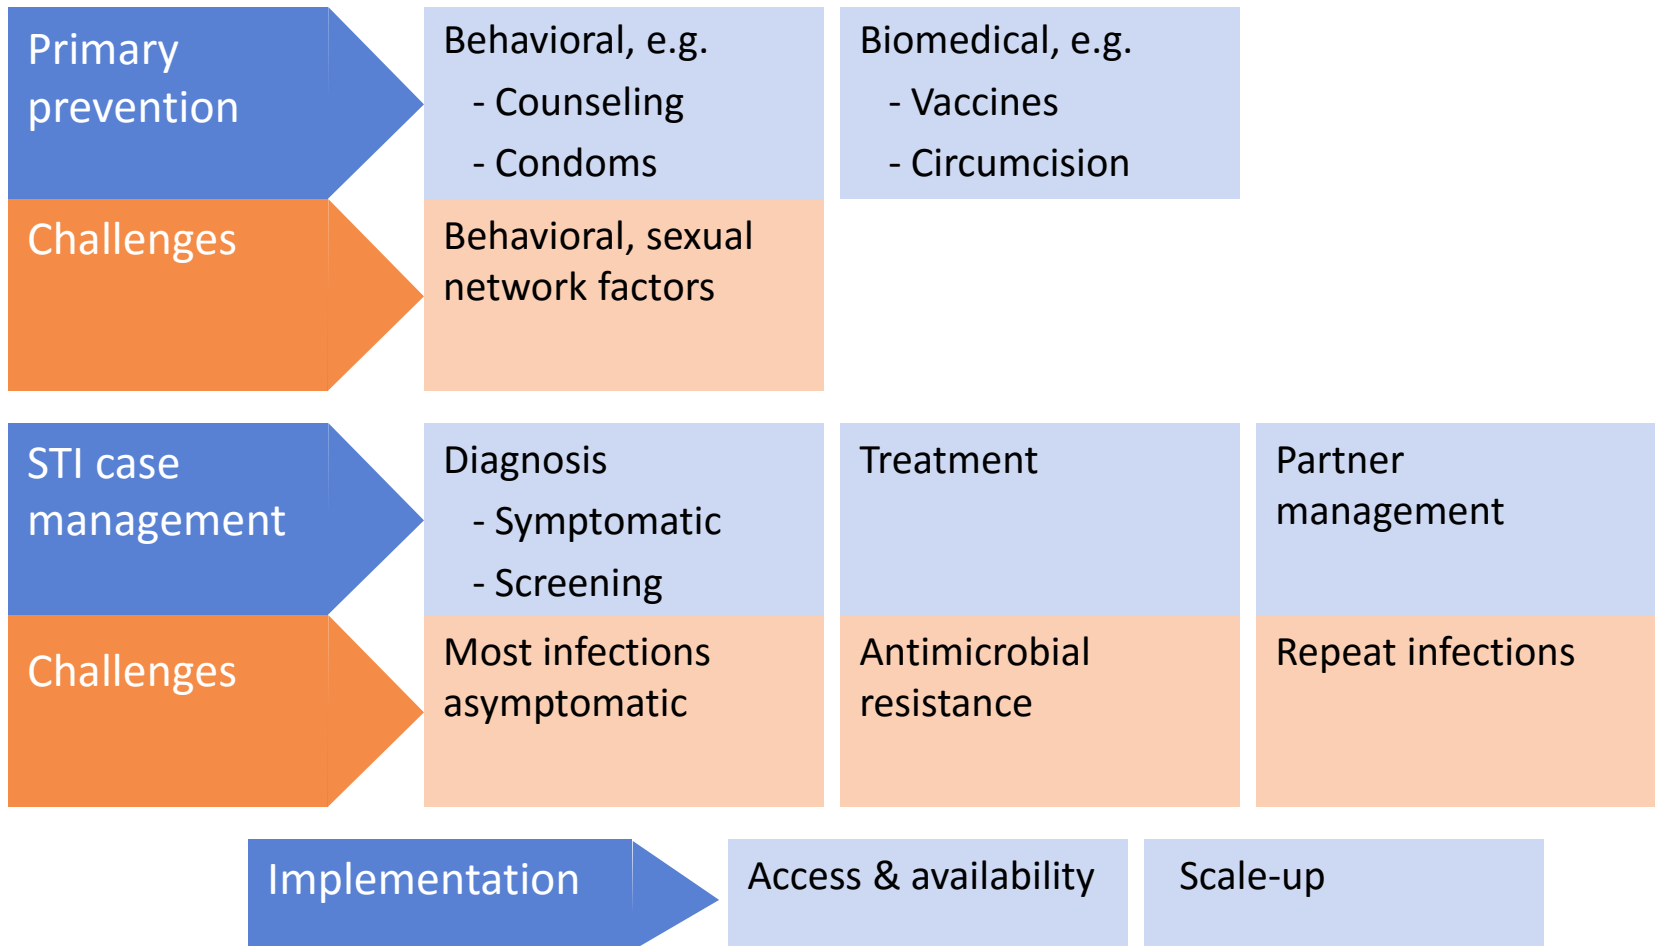 Primary
prevention
Behavioral, e.g.
- Counseling
- Condoms
Biomedical, e.g.
- Vaccines
- Circumcision
Challenges
Behavioral, sexual
network factors
STI case
management
Diagnosis
- Symptomatic
- Screening
Treatment
Partner
management
Challenges
Most infections
asymptomatic
Antimicrobial
resistance
Repeat infections
Implementation
Access & availability
Scale-up